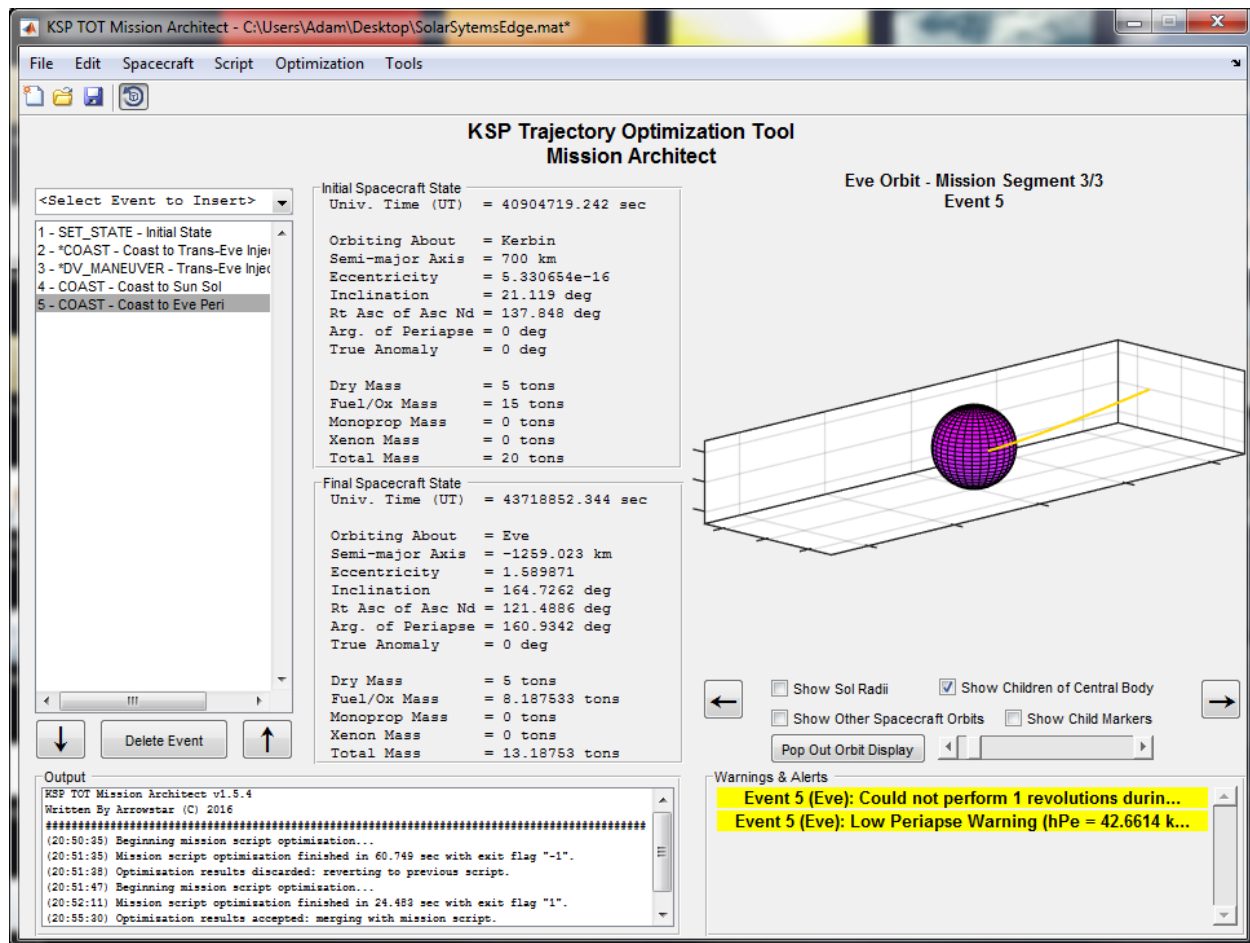 KSP TOT Mission Architect - C:\Users\Adam\Desktop\SolarSytemsEdge.mat*
File Edit Spacecraft Script Optimization Tools
KSP Trajectory Optimization Tool
Mission Architect
<Select Event to Insert>
1 - SET_STATE - Initial State
2 - *COAST - Coast to Trans-Eve Inje
3 - *DV_MANEUVER - Trans-Eve Injec
4 - COAST - Coast to Sun SoI
5 - COAST - Coast to Eve Peri
Delete Event
Initial Spacecraft State
Univ. Time (UT) = 40904719.242 sec
Orbiting About = Kerbin
Semi-major Axis = 700 km
Eccentricity = 5.330654e-16
Inclination = 21.119 deg
Rt Asc of Asc Nd = 137.848 deg
Arg. of Periapse = 0 deg
True Anomaly = 0 deg
Dry Mass = 5 tons
Fuel/Ox Mass = 15 tons
Monoprop Mass = 0 tons
Xenon Mass = 0 tons
Total Mass = 20 tons
Final Spacecraft State
Univ. Time (UT) = 43718852.344 sec
Orbiting About = Eve
Semi-major Axis = -1259.023 km
Eccentricity = 1.589871
Inclination = 164.7262 deg
Rt Asc of Asc Nd = 121.4886 deg
Arg. of Periapse = 160.9342 deg
True Anomaly = 0 deg
Dry Mass = 5 tons
Fuel/Ox Mass = 8.187533 tons
Monoprop Mass = 0 tons
Xenon Mass = 0 tons
Total Mass = 13.18753 tons
Eve Orbit - Mission Segment 3/3
Event 5
Show SoI Radii
Show Children of Central Body
Show Other Spacecraft Orbits
Show Child Markers
Pop Out Orbit Display
Output
KSP TOT Mission Architect v1.5.4
Written By Arrowstar (C) 2016
####################################################################################
(20:50:35) Beginning mission script optimization...
(20:51:35) Mission script optimization finished in 60.749 sec with exit flag "-1".
(20:51:38) Optimization results discarded: reverting to previous script.
(20:51:47) Beginning mission script optimization...
(20:52:11) Mission script optimization finished in 24.483 sec with exit flag "1".
(20:55:30) Optimization results accepted: merging with mission script.
Warnings & Alerts
Event 5 (Eve): Could not perform 1 revolutions durin...
Event 5 (Eve): Low Periapse Warning (hPe = 42.6614 k...